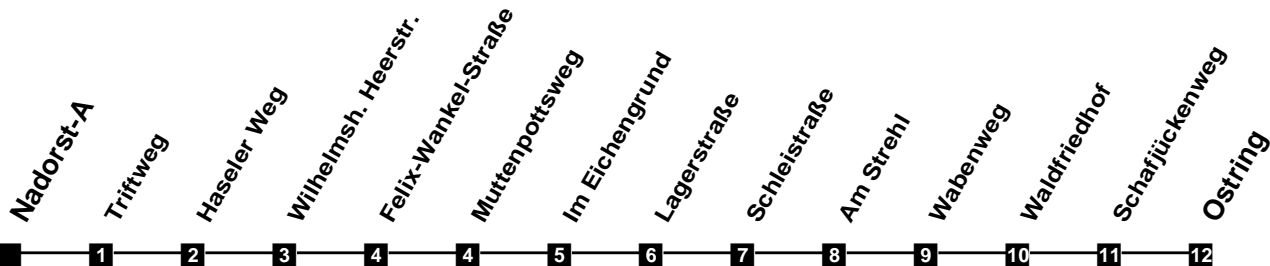 Nadorst-A
Triftweg
Haseler Weg
Wilhelmsh. Heerstr.
Felix-Wankel-Straße
Muttenpottsweg
Im Eichengrund
Lagerstraße
Schleistraße
Am Strehl
Wabenweg
Waldfriedhof
Schafjückenweg
Ostring
1 2 3 4 4 5 6 7 8 9 10 11 12